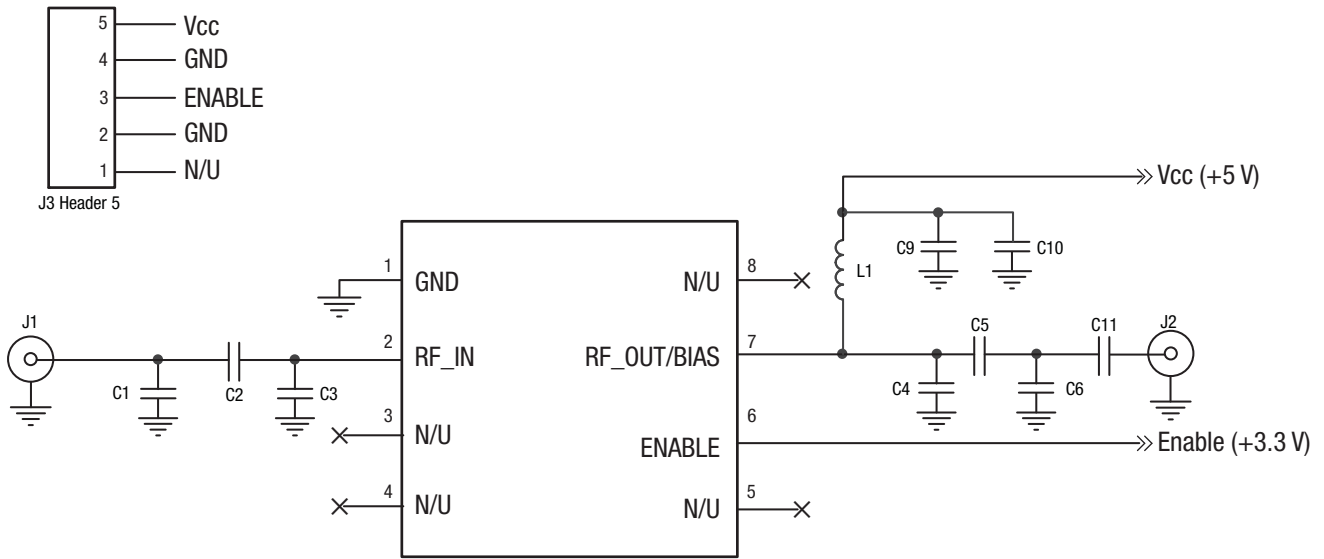 5 Vcc
4 GND
3 ENABLE
2 GND
1 N/U
J3 Header 5
Vcc (+5 V)
C9
C10
L1
1
GND
N/U
8
J1
2
RF_IN
RF_OUT/BIAS
7
C5
C11
J2
C1
C2
C3
C4
C6
3
N/U
6
ENABLE
Enable (+3.3 V)
4
N/U
N/U
5